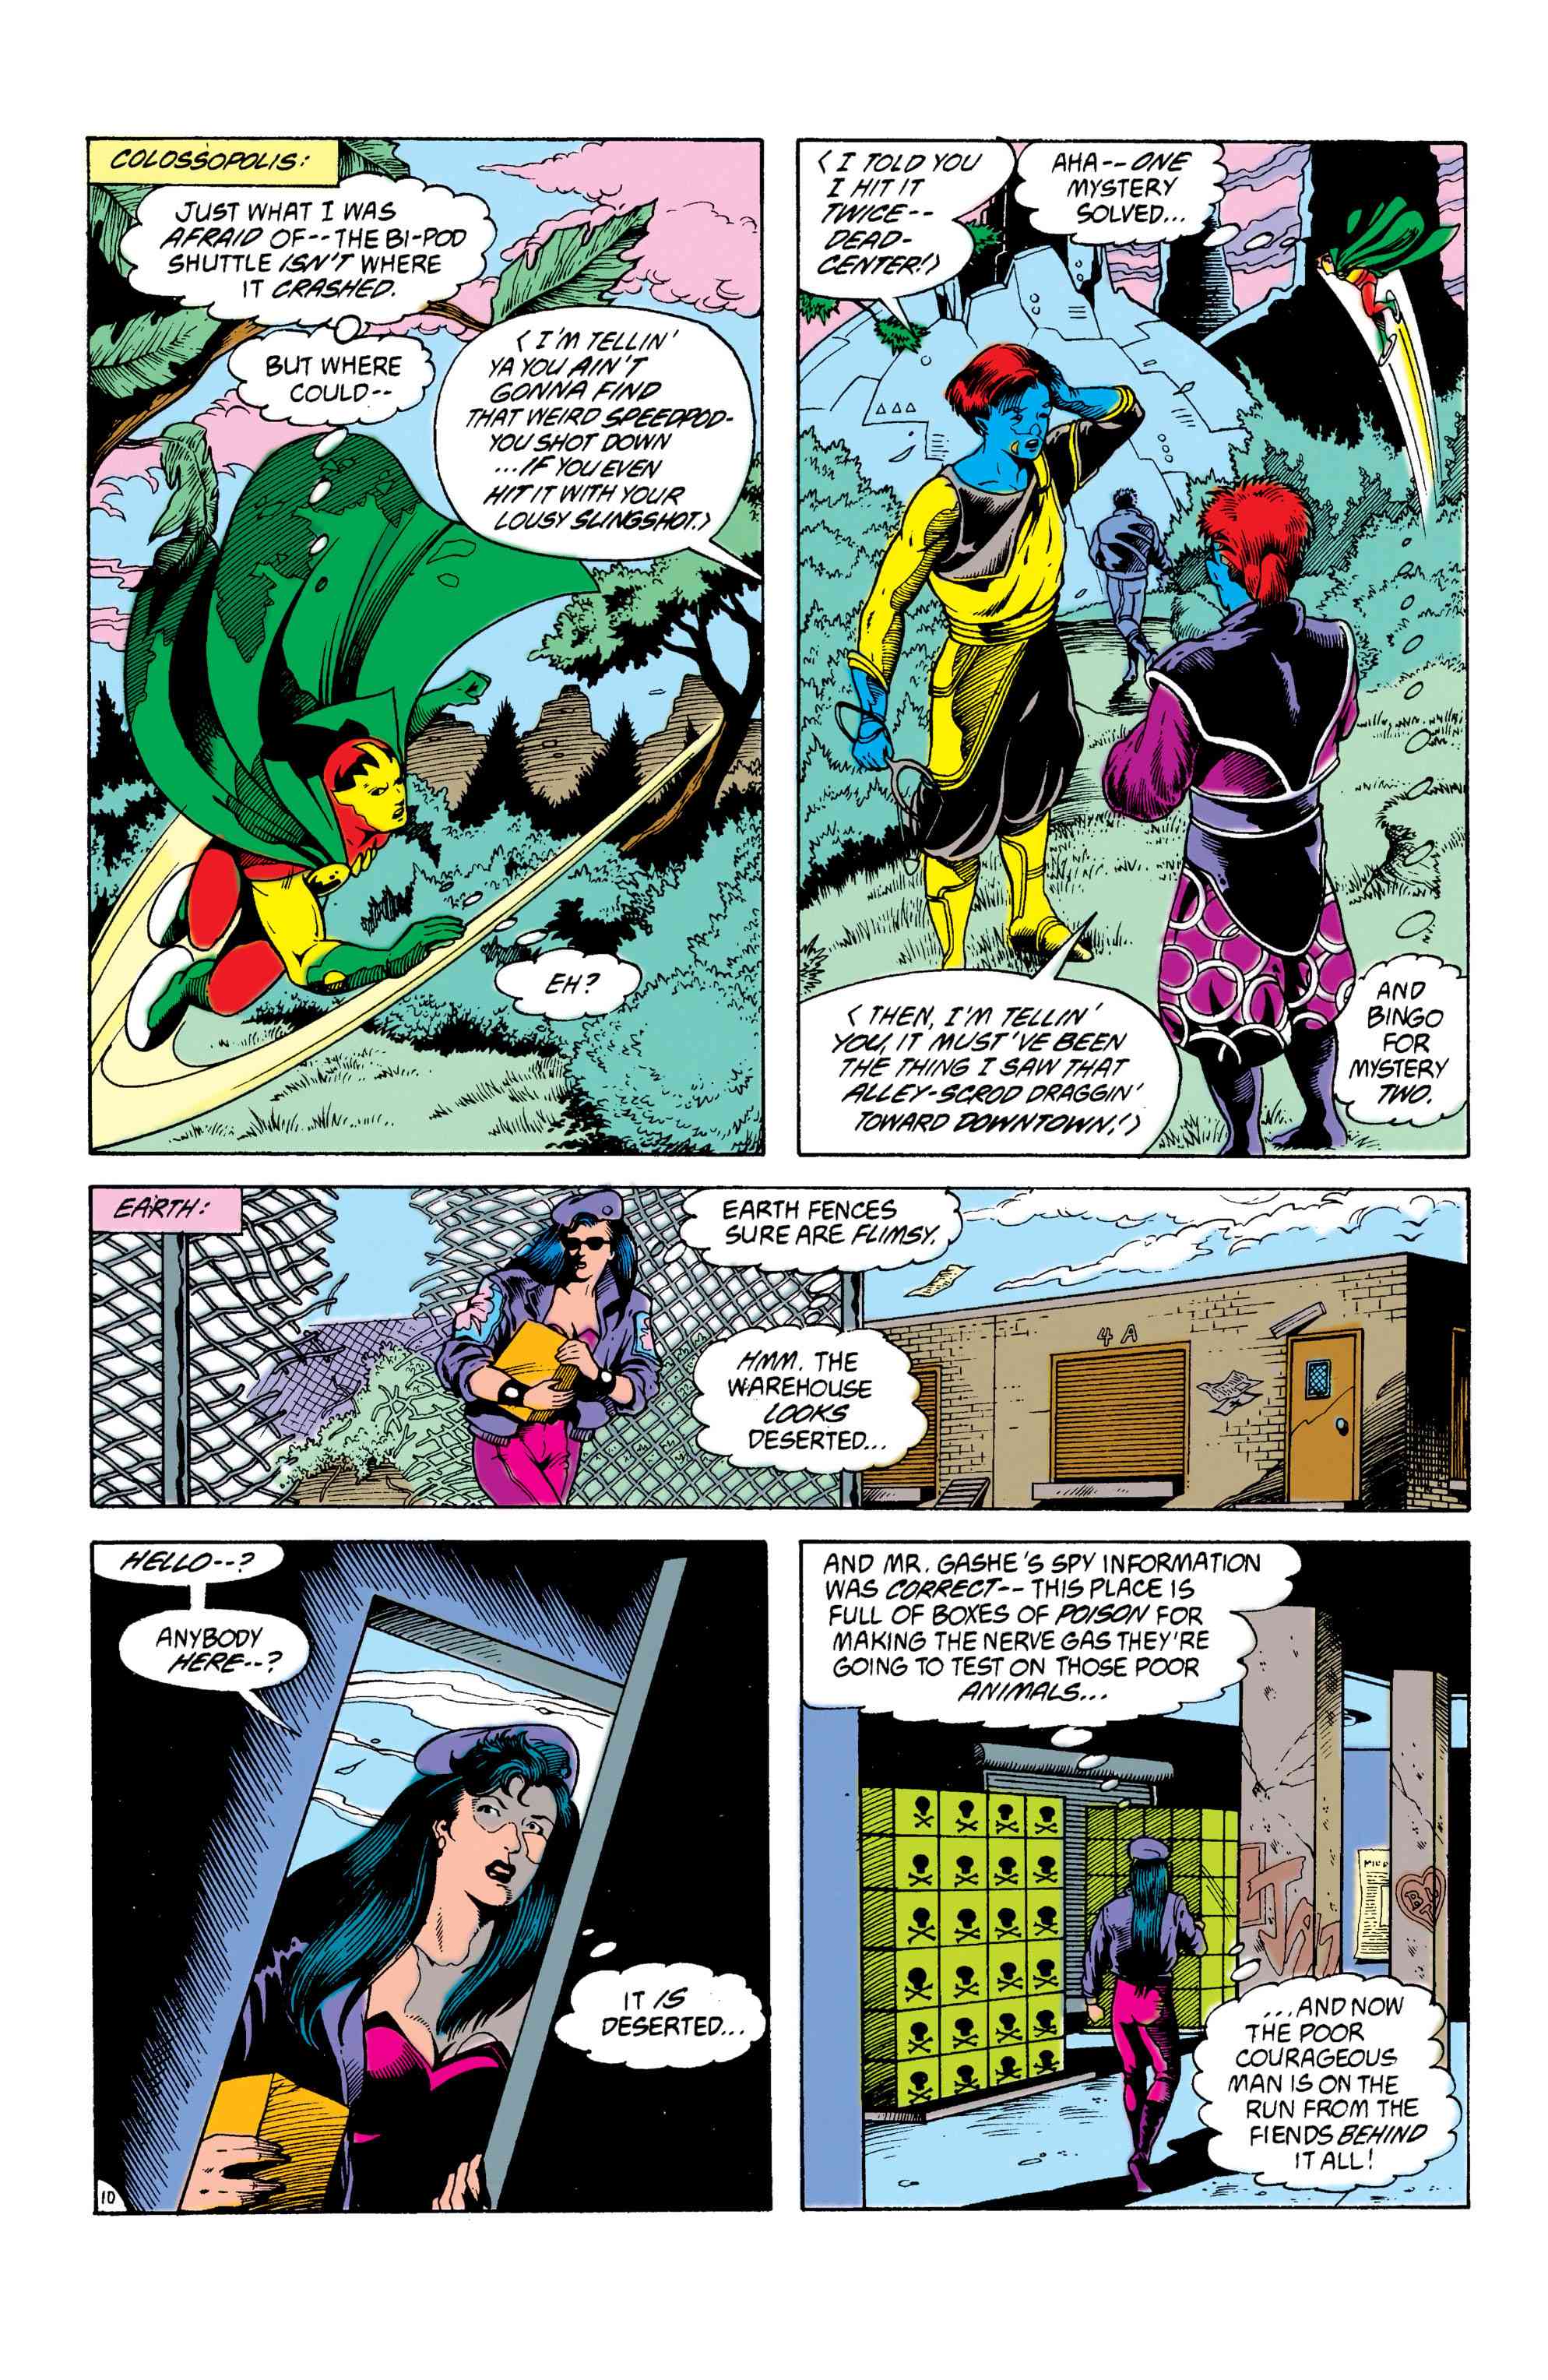 COLOSSOPOLIS:
JUST WHAT I WAS
AFRAID OF--THE BI-POD
SHUTTLE ISN'T WHERE
IT CRASHED.
BUT WHERE
COULD--
< I'M TELLIN'
YA YOU AIN'T
GONNA FIND
THAT WEIRD SPEEDPOD-
YOU SHOT DOWN
...IF YOU EVEN
HIT IT WITH YOUR
LOUSY SLINGSHOT.>
EH?
< I TOLD YOU
I HIT IT
TWICE--
DEAD-
CENTER!>
AHA--ONE
MYSTERY
SOLVED...
< THEN, I'M TELLIN'
YOU, IT MUST'VE BEEN
THE THING I SAW THAT
ALLEY-SCROD DRAGGIN'
TOWARD DOWNTOWN!>
AND
BINGO
FOR
MYSTERY
TWO.
EARTH:
EARTH FENCES
SURE ARE FLIMSY.
HMM. THE
WAREHOUSE
LOOKS
DESERTED...
4A
HELLO--?
ANYBODY
HERE--?
IT IS
DESERTED...
10
AND MR. GASHE'S SPY INFORMATION
WAS CORRECT-- THIS PLACE IS
FULL OF BOXES OF POISON FOR
MAKING THE NERVE GAS THEY'RE
GOING TO TEST ON THOSE POOR
ANIMALS...
...AND NOW
THE POOR
COURAGEOUS
MAN IS ON THE
RUN FROM THE
FIENDS BEHIND
IT ALL!